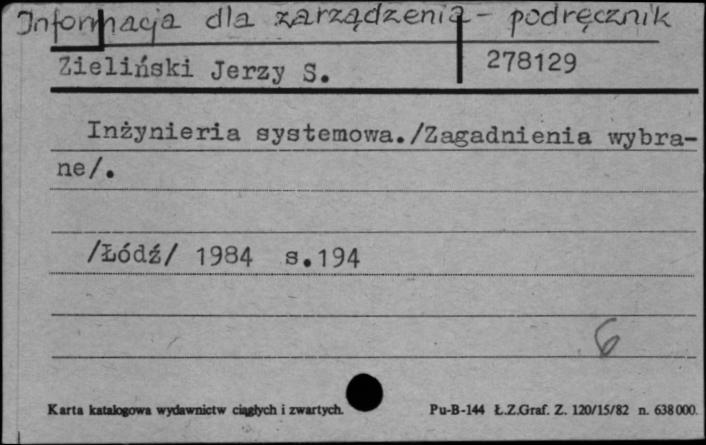 Informacja dla zarządzenia - podręcznik
Zieliński Jerzy S. 278129
Inżynieria systemowa./Zagadnienia wybra-
ne/.
/Łódź/ 1984 s.194
6
Karta katalogowa wydawnictw ciągłych i zwartych. Pu-B-144 Ł.Z.Graf. Z. 120/15/82 n. 638000.